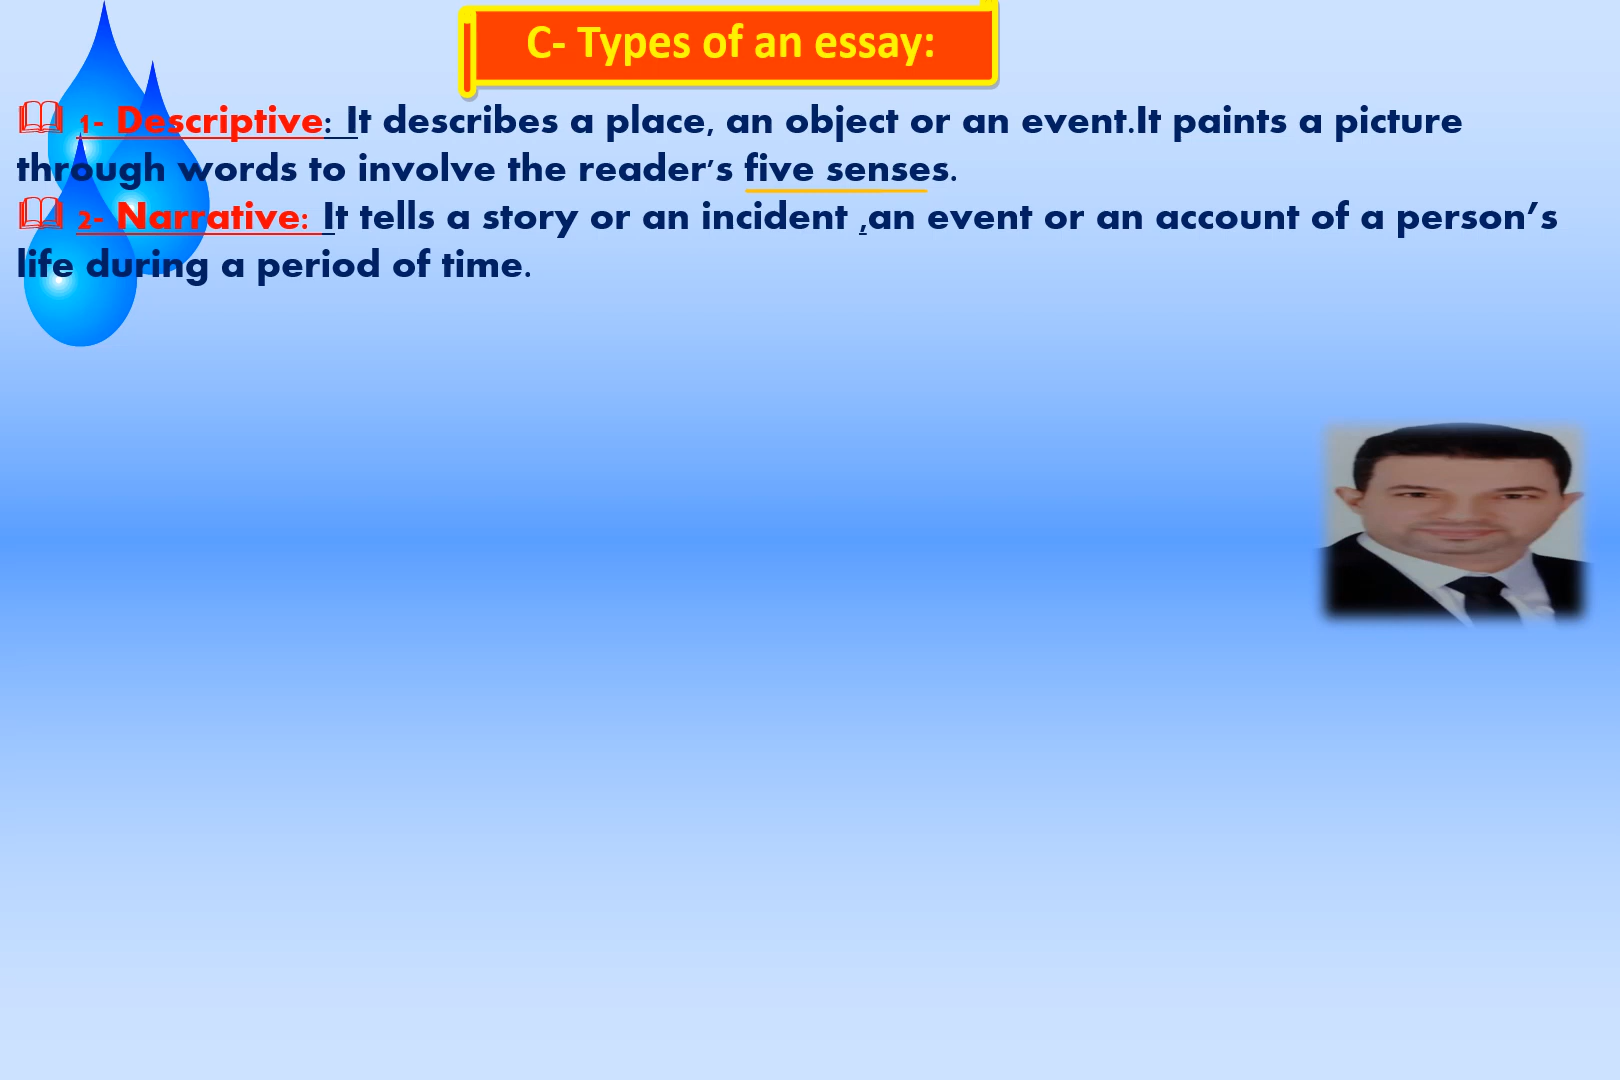 C- Types of an essay:
1- Descriptive: It describes a place, an object or an event.It paints a picture
through words to involve the reader's five senses.
2- Narrative: It tells a story or an incident ,an event or an account of a person’s
life during a period of time.